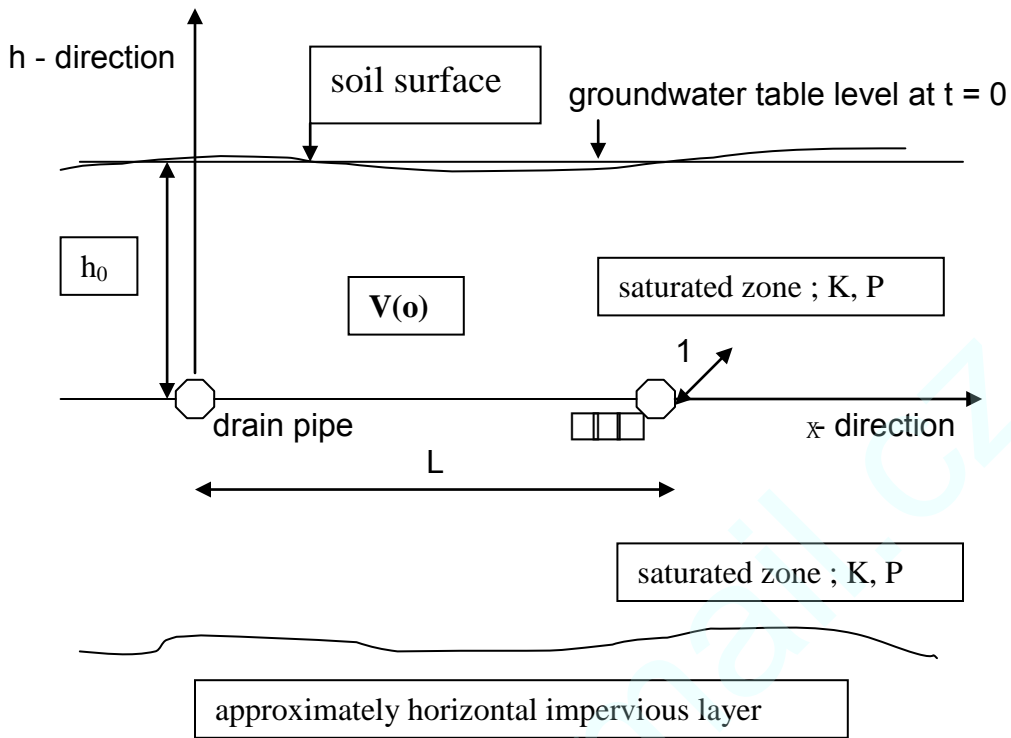 h - direction
soil surface
groundwater table level at t = 0
h₀
saturated zone ; K, P
V(o)
1
drain pipe
x- direction
L
saturated zone ; K, P
approximately horizontal impervious layer